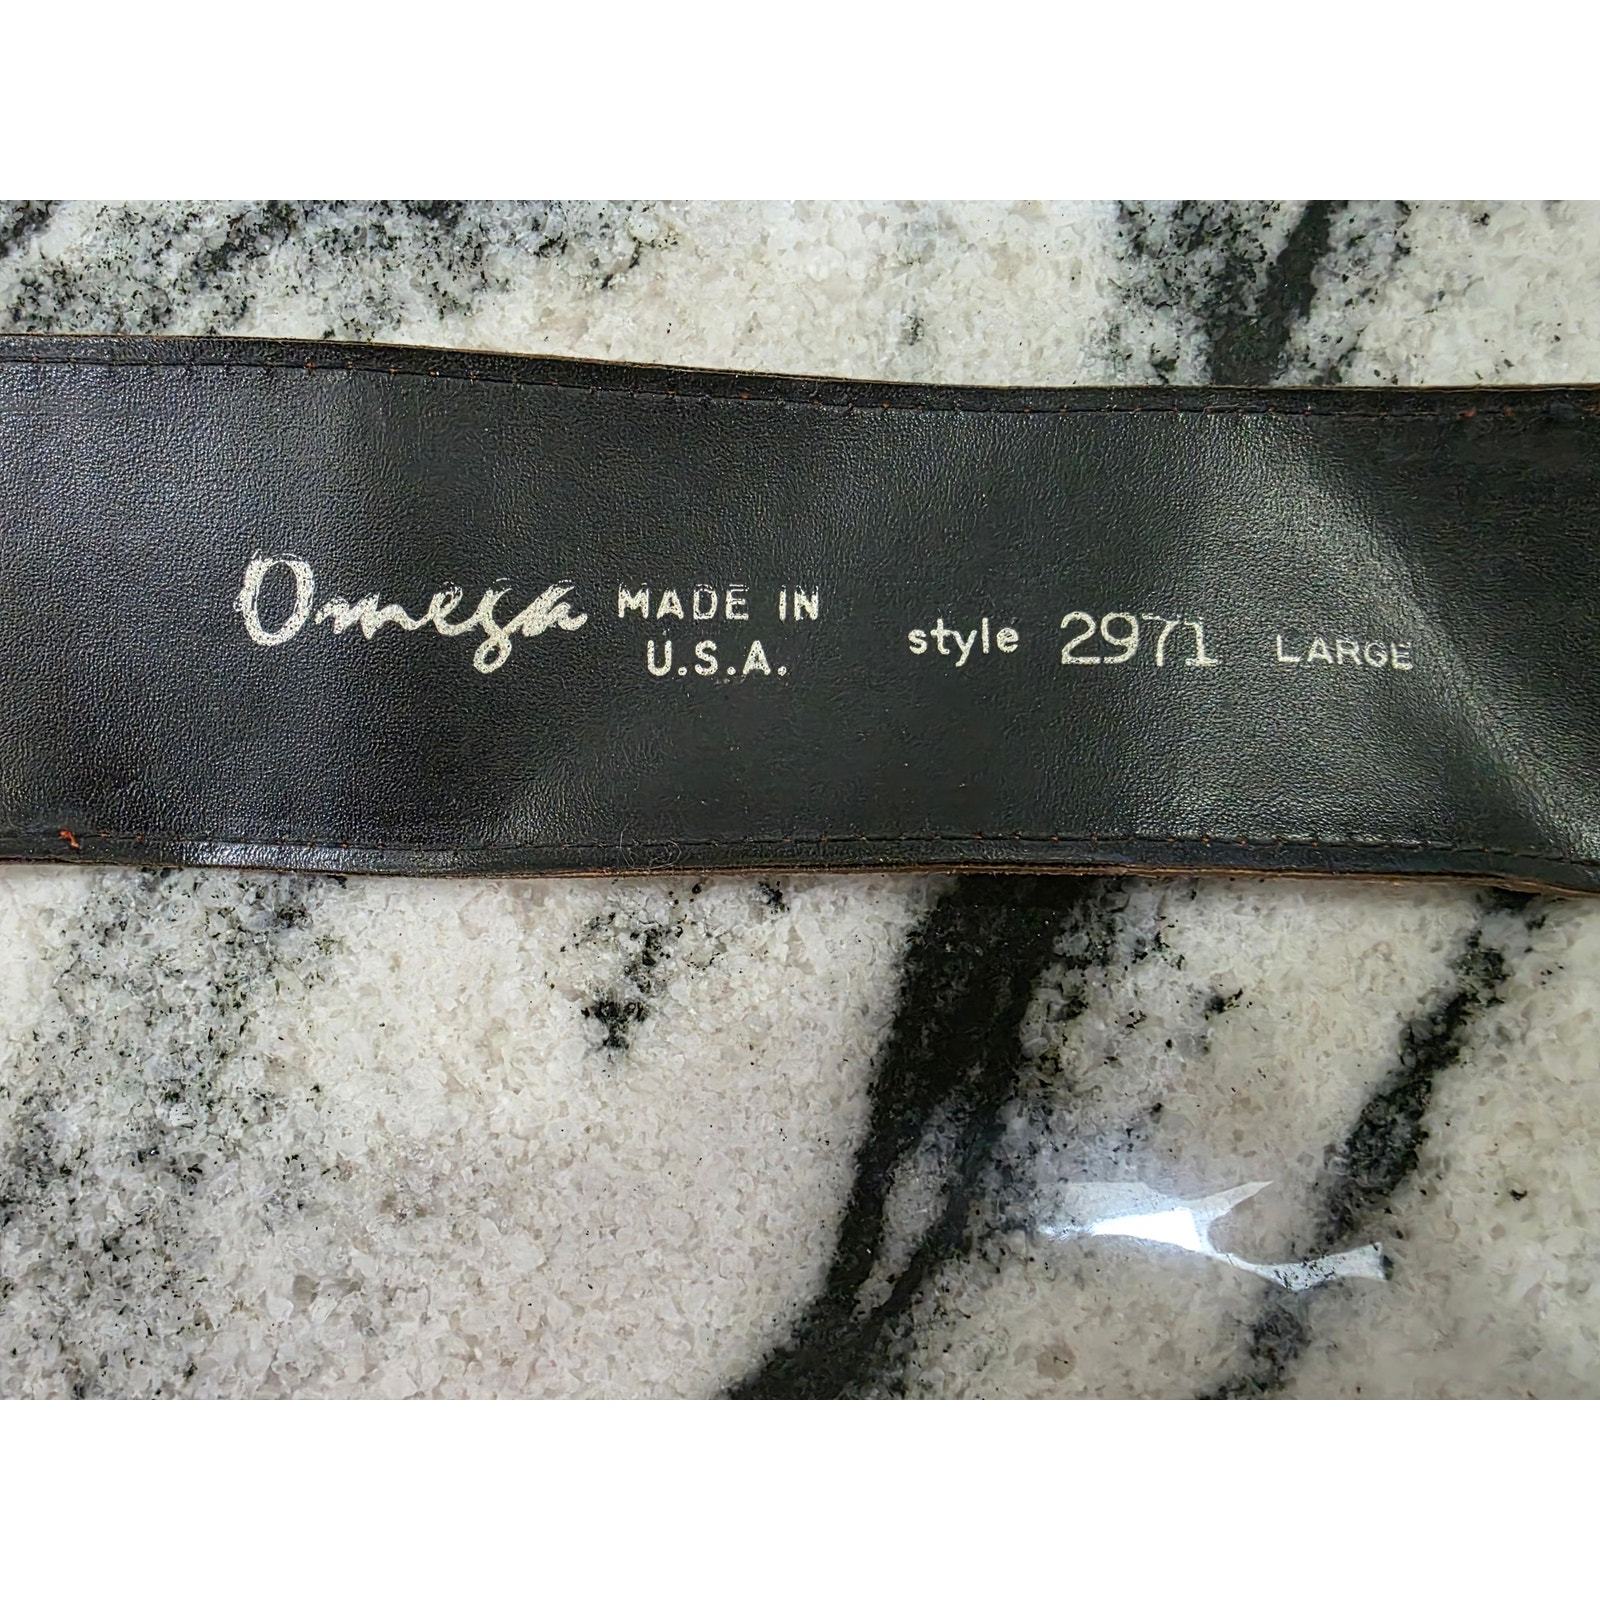 Omega MADE IN
U.S.A.
style 2971 LARGE